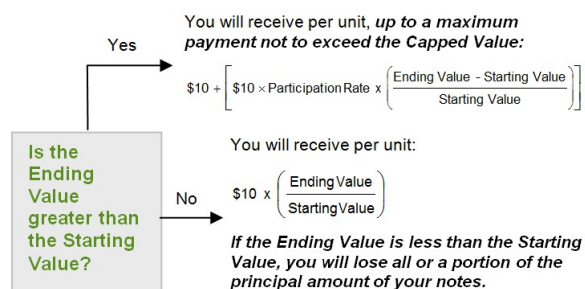 You will receive per unit, up to a maximum
payment not to exceed the Capped Value:
Yes
$10 + [ $10 × Participation Rate x ( Ending Value - Starting Value
Starting Value ) ]
Is the
Ending
Value
greater than
the Starting
Value?
No
You will receive per unit:
$10 x ( Ending Value
Starting Value )
If the Ending Value is less than the Starting
Value, you will lose all or a portion of the
principal amount of your notes.